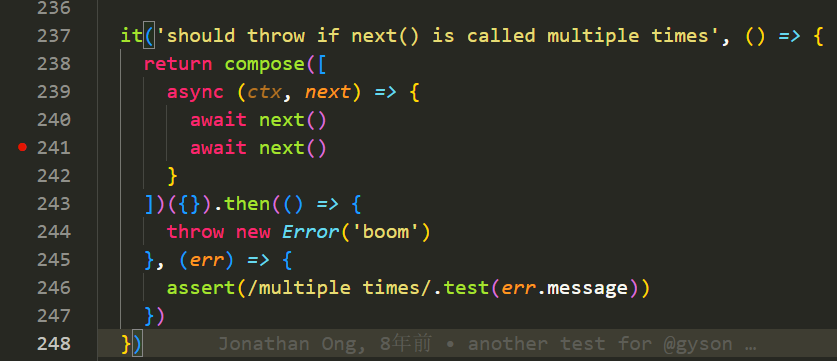 236
237 it('should throw if next() is called multiple times', () => {
238 return compose([
239 async (ctx, next) => {
240 await next()
241 await next()
242 }
243 ])({}).then(() => {
244 throw new Error('boom')
245 }, (err) => {
246 assert(/multiple times/.test(err.message))
247 })
248 }) Jonathan Ong, 8年前 • another test for @gyson …